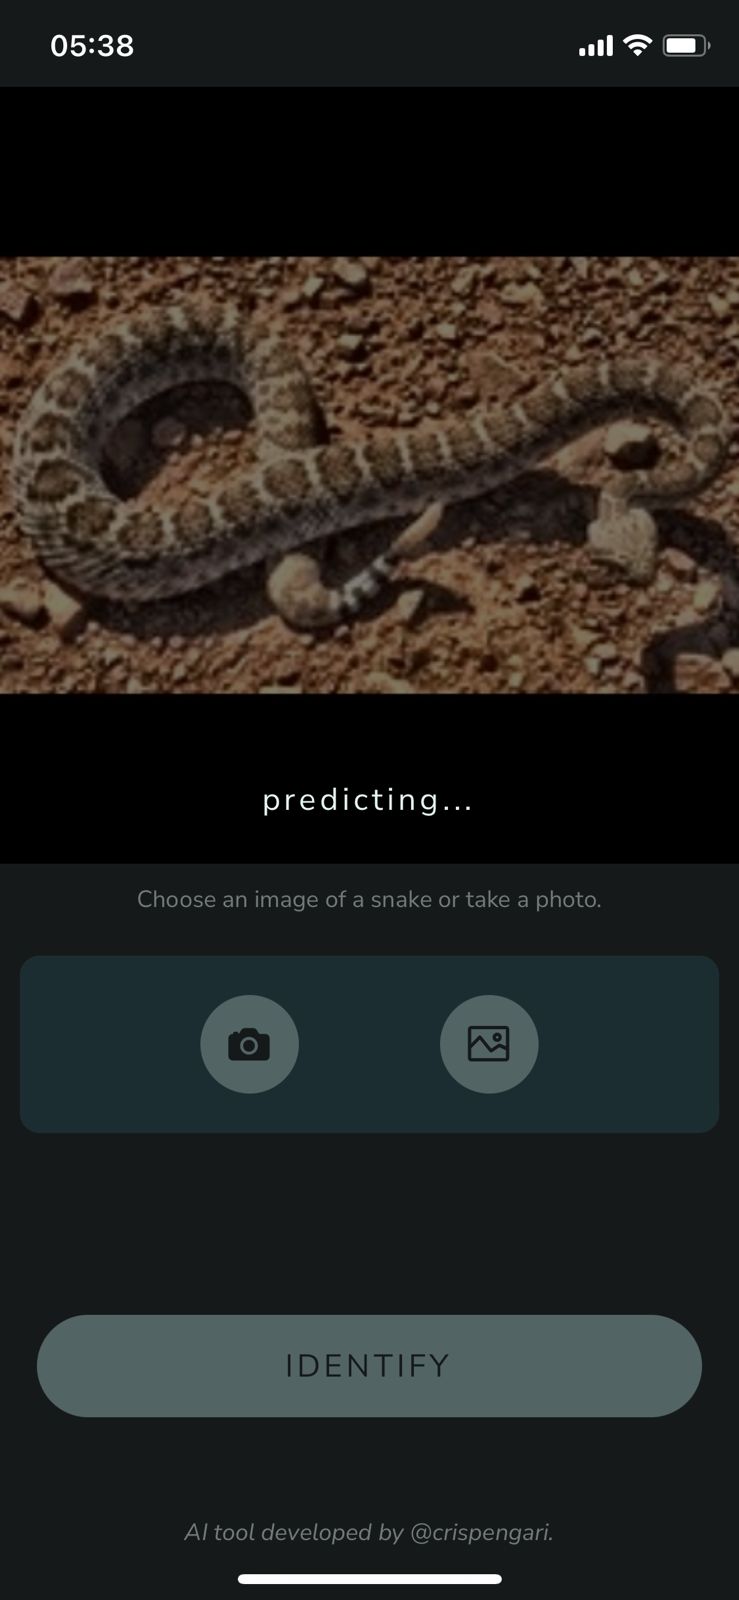 05:38
predicting...
Choose an image of a snake or take a photo.
IDENTIFY
AI tool developed by @crispengari.